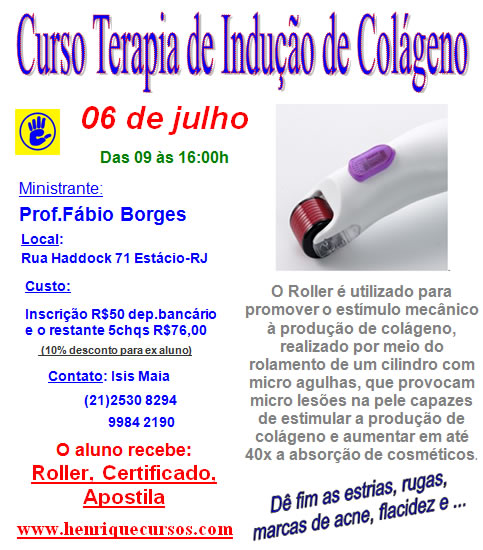 Curso Terapia de Indução de Colágeno
06 de julho
Das 09 às 16:00h
Ministrante:
Prof.Fábio Borges
Local:
Rua Haddock 71 Estácio-RJ
Custo:
Inscrição R$50 dep.bancário
e o restante 5chqs R$76,00
(10% desconto para ex aluno)
Contato: Isis Maia
(21)2530 8294
9984 2190
O aluno recebe:
Roller, Certificado,
Apostila
www.henriquecursos.com
O Roller é utilizado para
promover o estímulo mecânico
à produção de colágeno,
realizado por meio do
rolamento de um cilindro com
micro agulhas, que provocam
micro lesões na pele capazes
de estimular a produção de
colágeno e aumentar em até
40x a absorção de cosméticos.
Dê fim as estrias, rugas,
marcas de acne, flacidez e ...